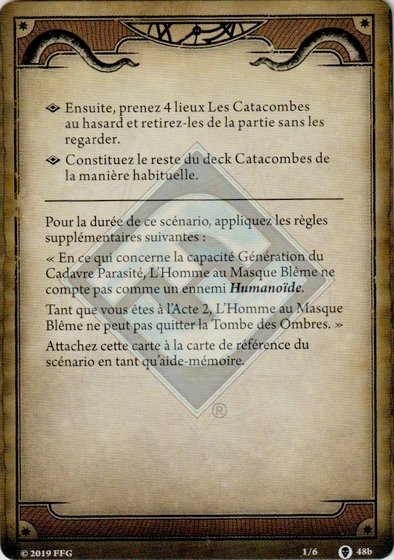 Ensuite, prenez 4 lieux Les Catacombes
au hasard et retirez-les de la partie sans les
regarder.
Constituez le reste du deck Catacombes de
la manière habituelle.
Pour la durée de ce scénario, appliquez les règles
supplémentaires suivantes :
« En ce qui concerne la capacité Génération du
Cadavre Parasité, L'Homme au Masque Blême ne
compte pas comme un ennemi Humanoïde.
Tant que vous êtes à l'Acte 2, L'Homme au Masque
Blême ne peut pas quitter la Tombe des Ombres. »
Attachez cette carte à la carte de référence du
scénario en tant qu'aide-mémoire.
®
© 2019 FFG 1/6 48b